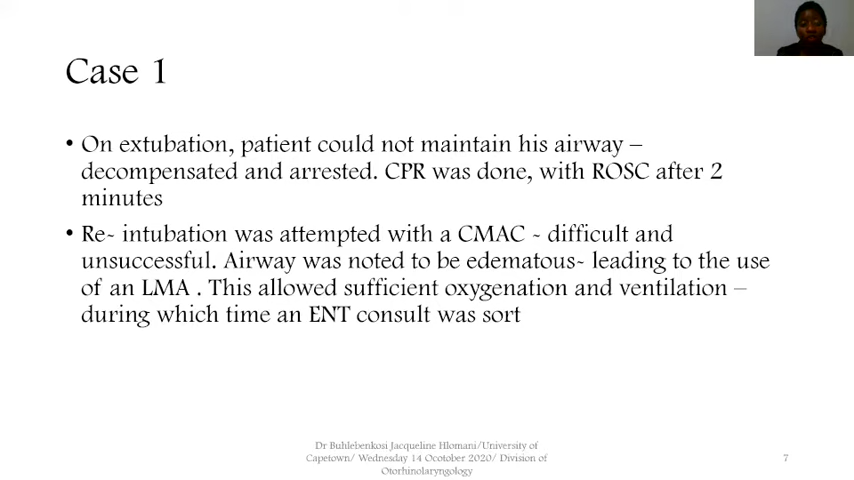 Case 1
• On extubation, patient could not maintain his airway –
decompensated and arrested. CPR was done, with ROSC after 2
minutes
• Re- intubation was attempted with a CMAC - difficult and
unsuccessful. Airway was noted to be edematous- leading to the use
of an LMA . This allowed sufficient oxygenation and ventilation –
during which time an ENT consult was sort
Dr Buhlebenkosi Jacqueline Hlomani/University of
Capetown/ Wednesday 14 Ocotober 2020/ Division of
Otorhinolaryngology
7